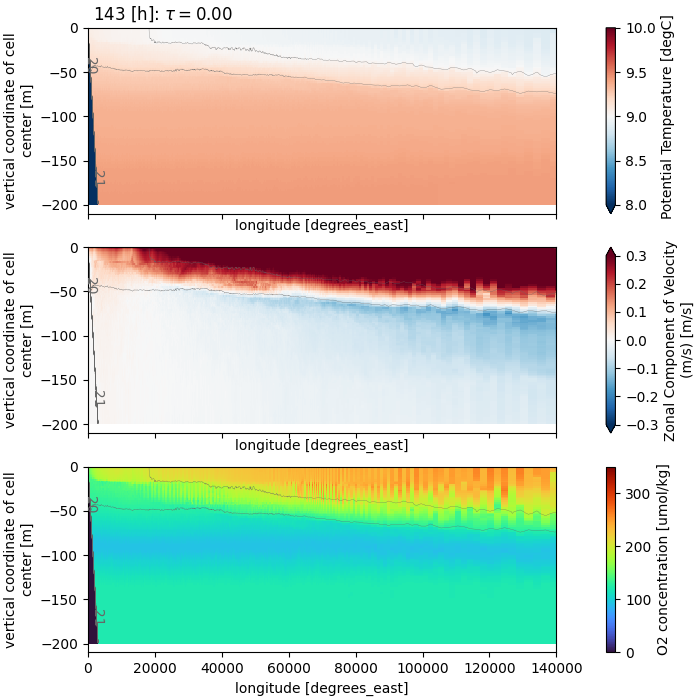 143 [h]: τ = 0.00
0
−50
−100
−150
−200
vertical coordinate of cell
center [m]
20
21
longitude [degrees_east]
10.0
9.5
9.0
8.5
8.0
Potential Temperature [degC]
0
−50
−100
−150
−200
vertical coordinate of cell
center [m]
20
21
longitude [degrees_east]
0.3
0.2
0.1
0.0
−0.1
−0.2
−0.3
Zonal Component of Velocity
(m/s) [m/s]
0
−50
−100
−150
−200
vertical coordinate of cell
center [m]
20
21
0 20000 40000 60000 80000 100000 120000 140000
longitude [degrees_east]
300
200
100
0
O2 concentration [umol/kg]